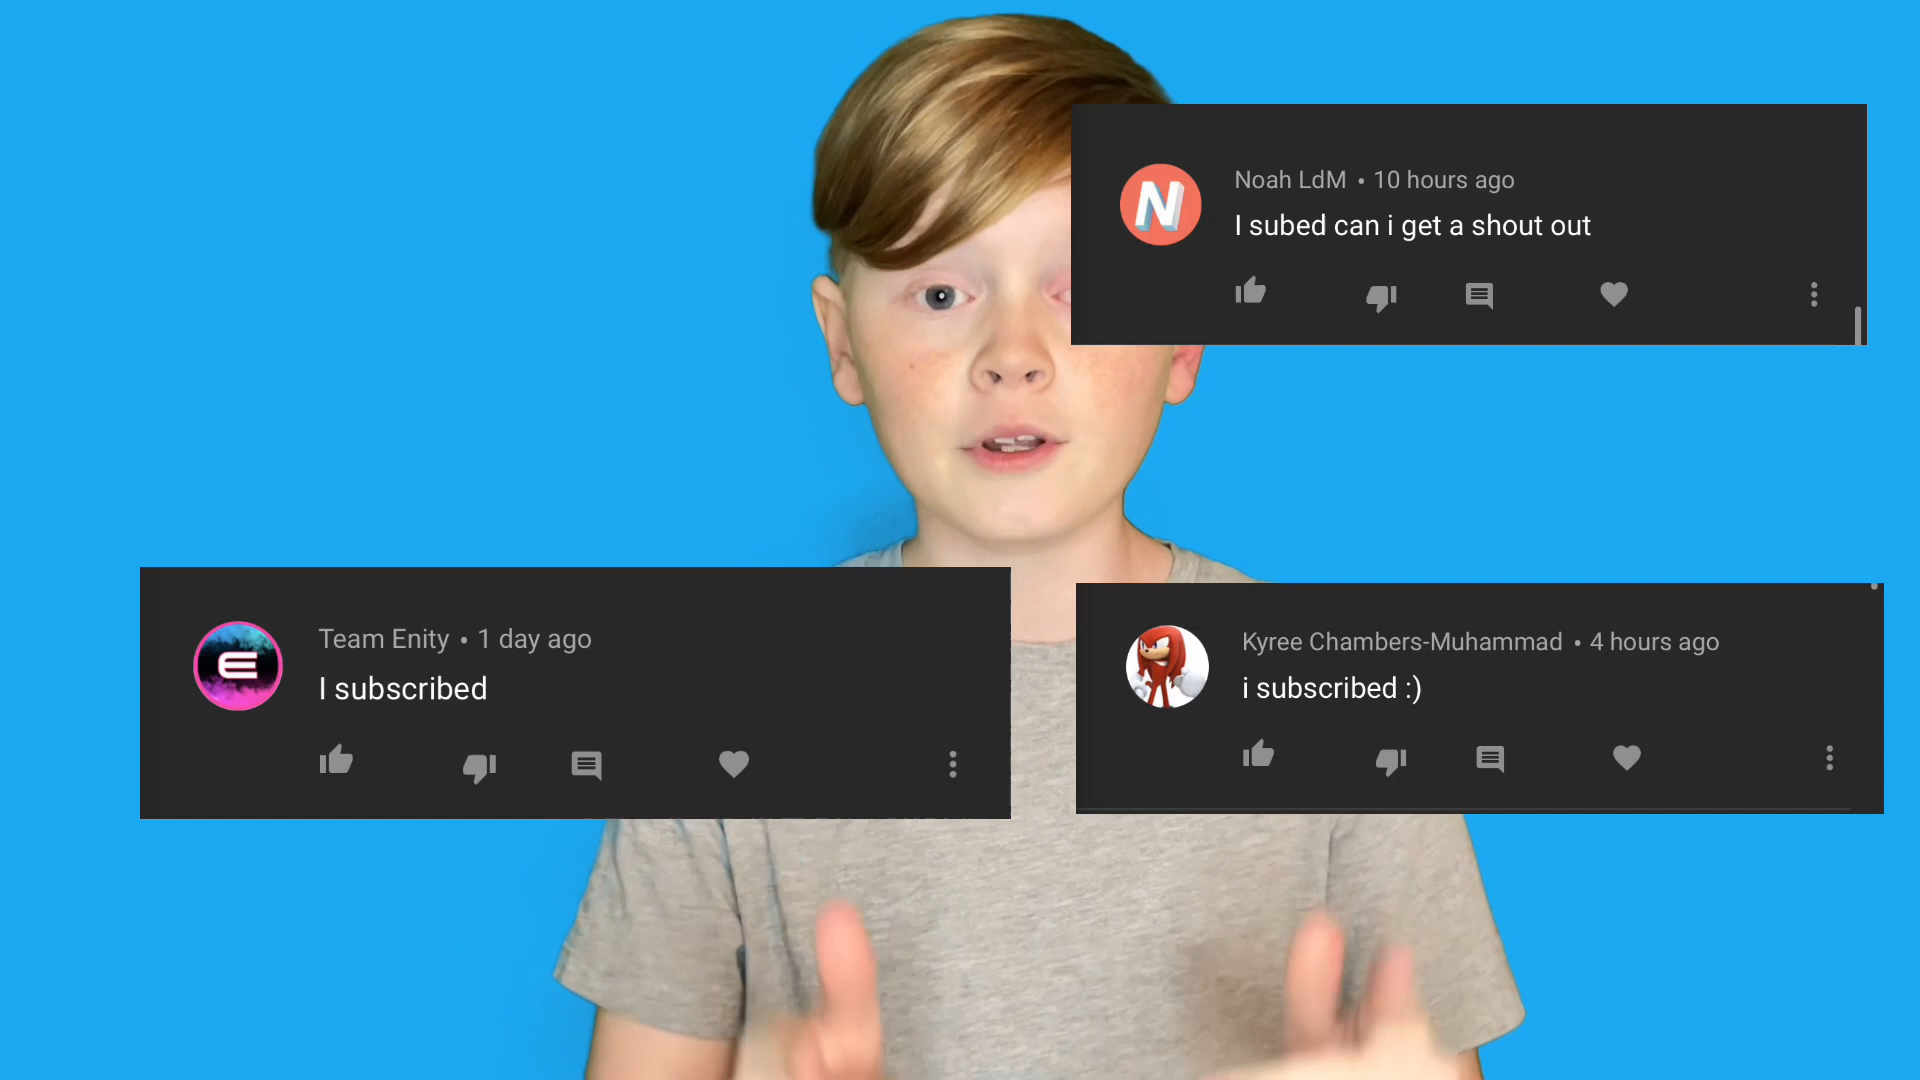 Noah LdM • 10 hours ago
I subed can i get a shout out
Team Enity • 1 day ago
I subscribed
Kyree Chambers-Muhammad • 4 hours ago
i subscribed :)